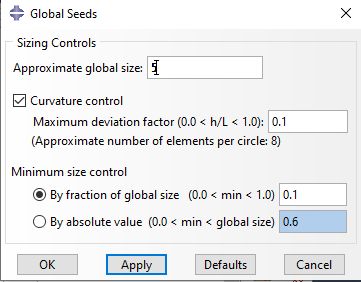 Global Seeds
Sizing Controls
Approximate global size: 5
Curvature control
Maximum deviation factor (0.0 < h/L < 1.0): 0.1
(Approximate number of elements per circle: 8)
Minimum size control
By fraction of global size (0.0 < min < 1.0) 0.1
By absolute value (0.0 < min < global size) 0.6
OK Apply Defaults Cancel